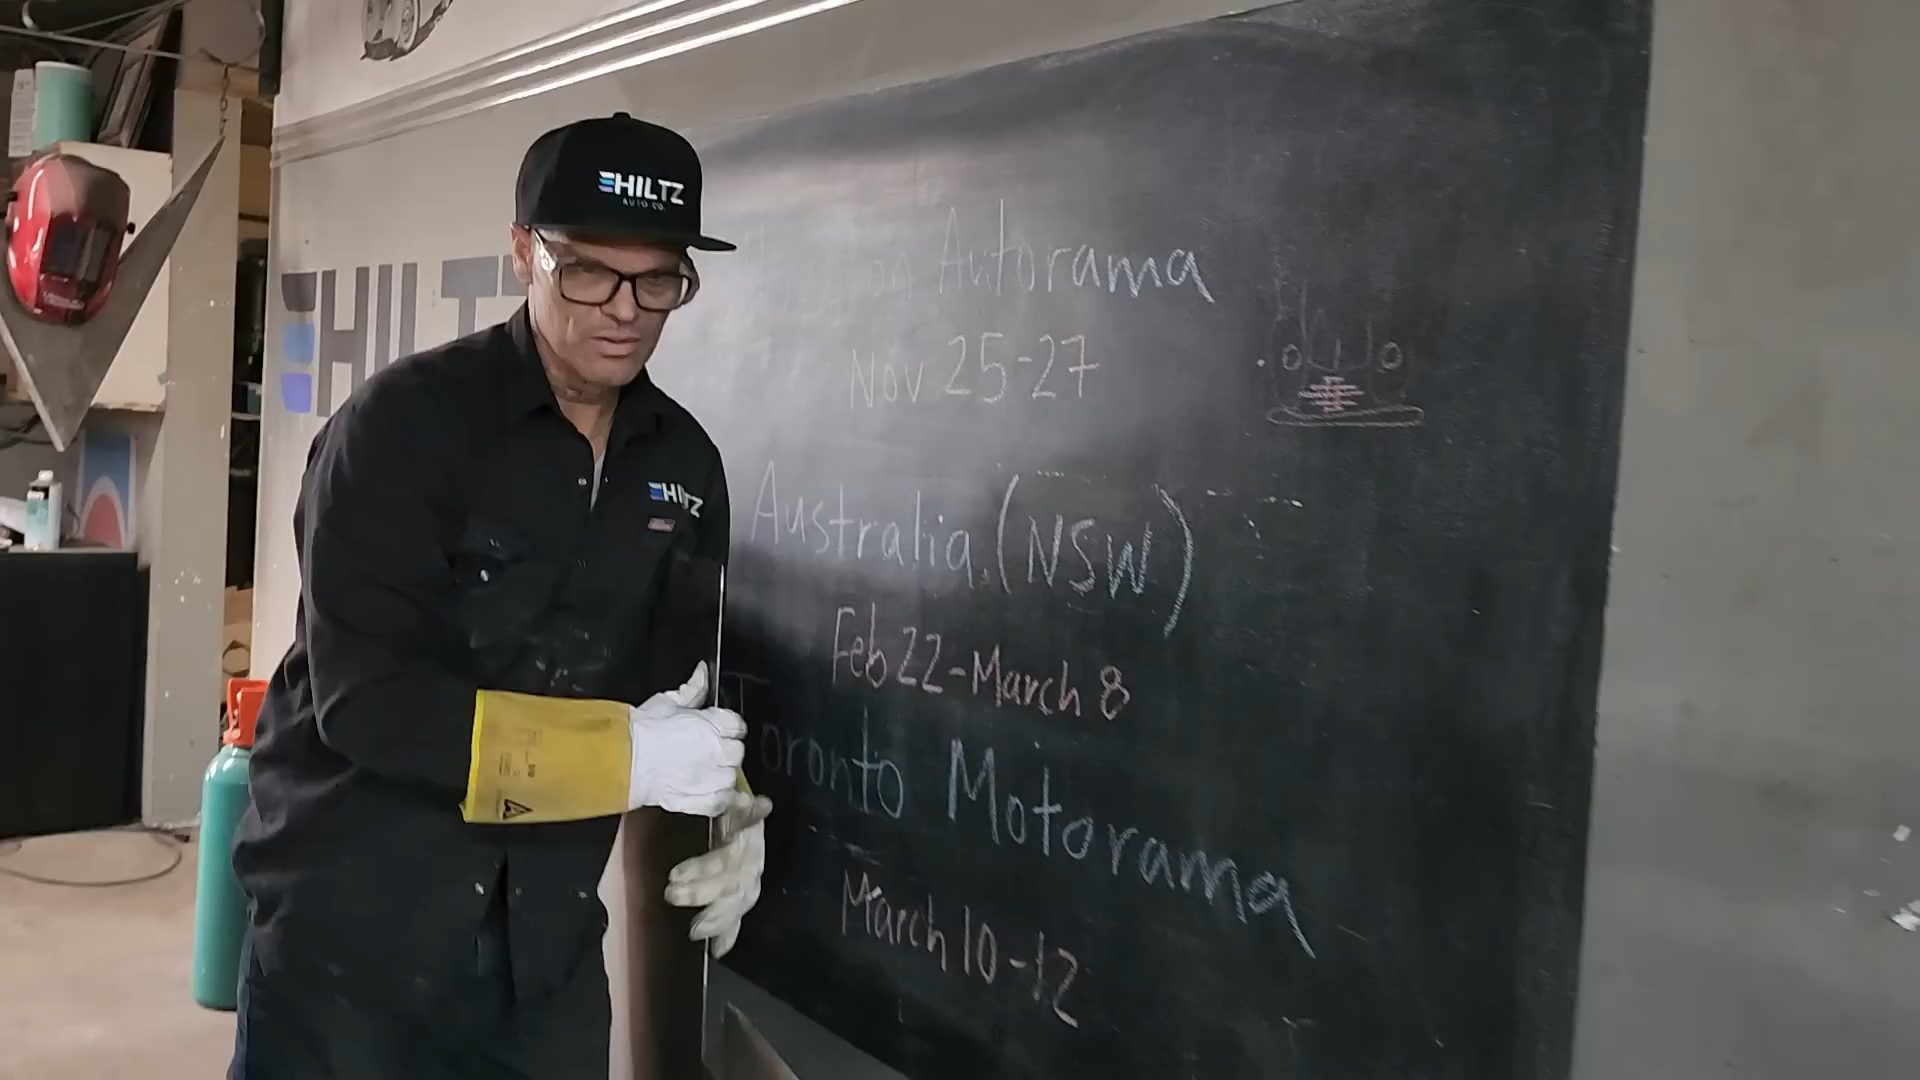 HILTZ
AUTO CO.
HILTZ
HILTZ
Autorama
Nov 25-27
Australia (NSW)
Feb 22-March 8
Toronto Motorama
March 10-12